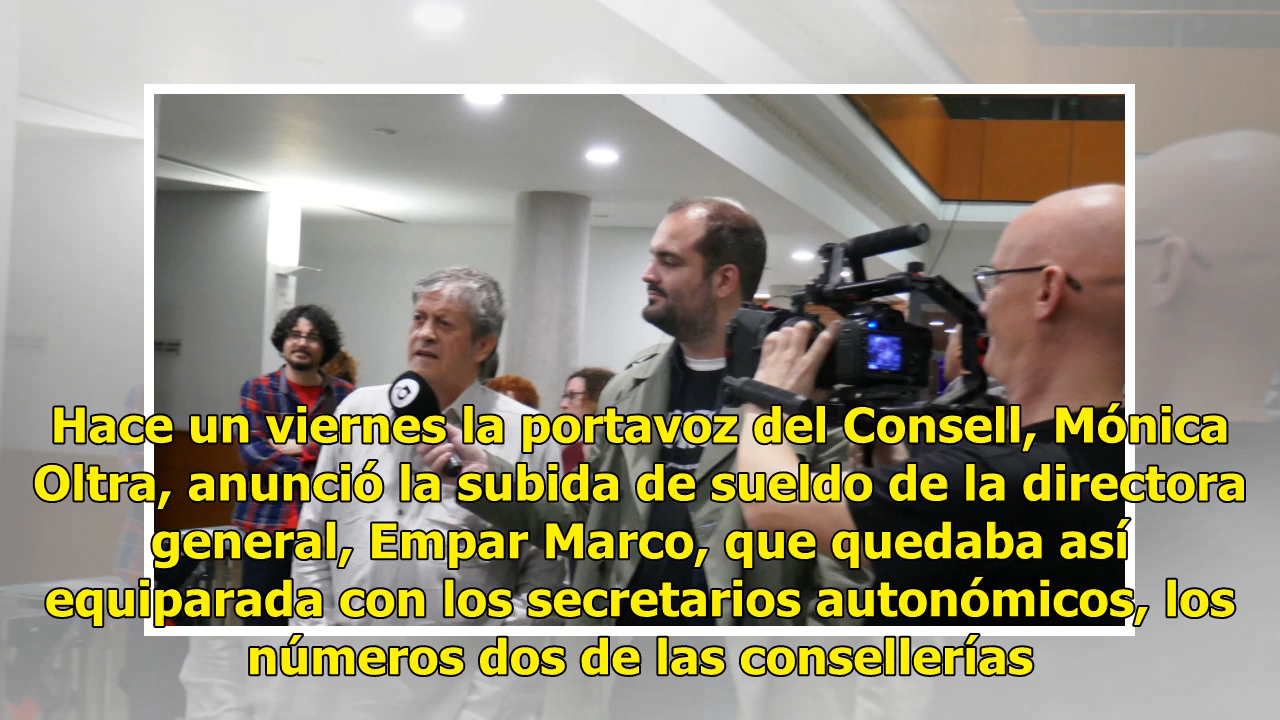 Hace un viernes la portavoz del Consell, Mónica
Oltra, anunció la subida de sueldo de la directora
general, Empar Marco, que quedaba así
equiparada con los secretarios autonómicos, los
números dos de las consellerías